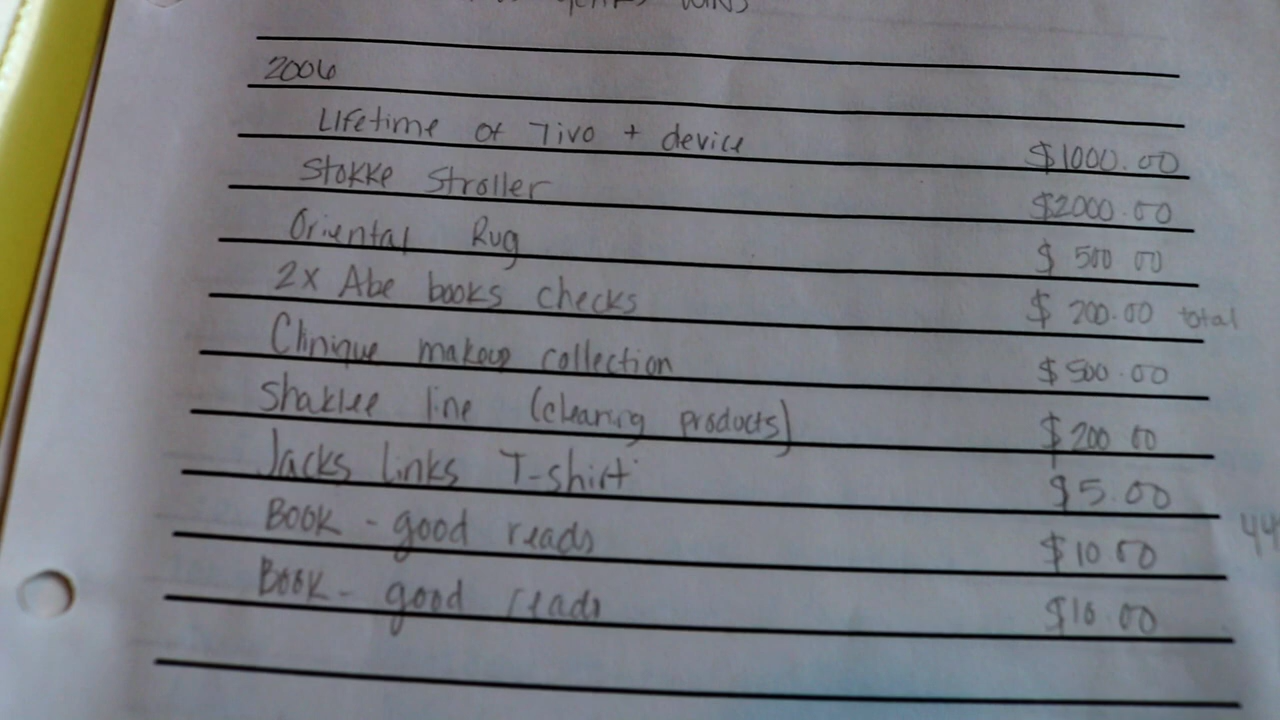 WINS
2006
Lifetime of Tivo + device $1000.00
Stokke Stroller $2000.00
Oriental Rug $ 500 00
2x Abe books checks $ 200.00 total
Clinique makeup collection $500.00
Shaklee line (cleaning products) $ 200 00
Jacks Links T-shirt $5.00
Book - good reads $10 00
Book - good reads $10.00
44